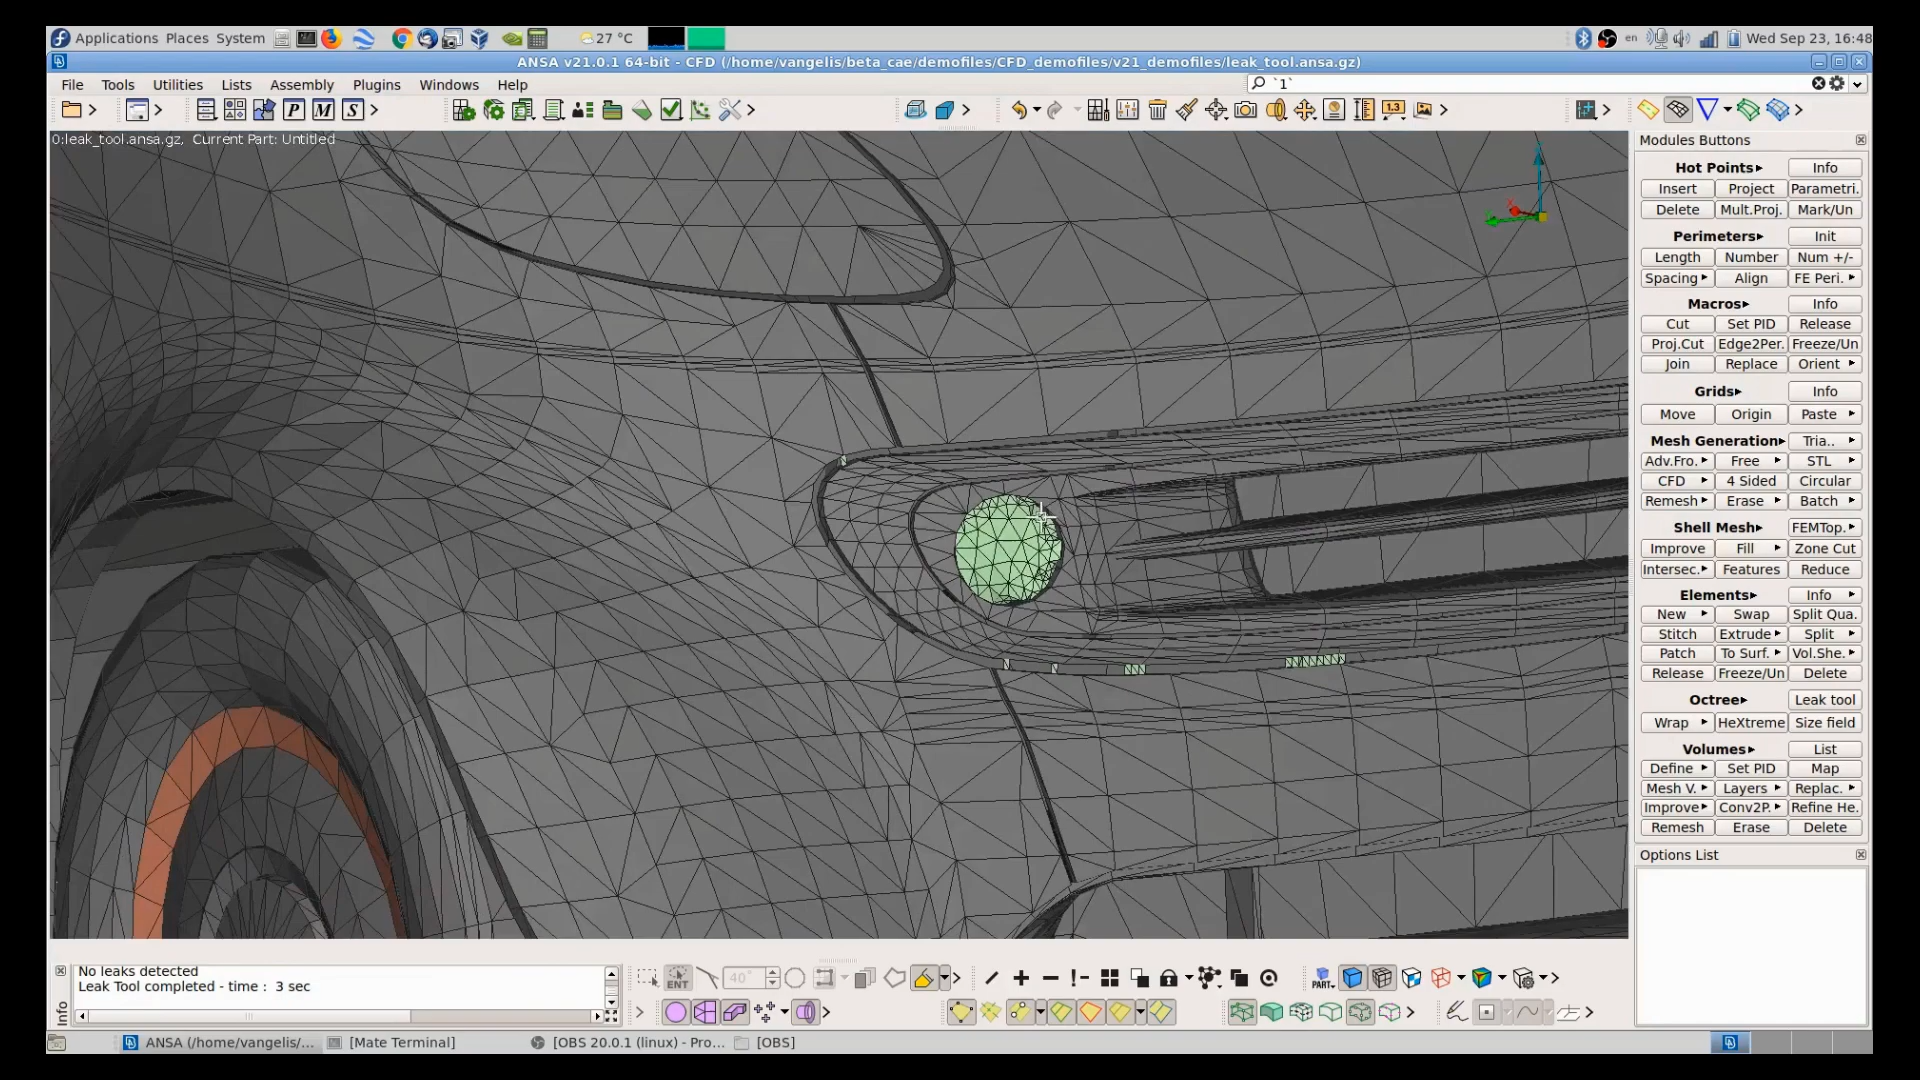 Applications Places System 27 °C en Wed Sep 23, 16:48
ANSA v21.0.1 64-bit - CFD (/home/vangelis/beta_cae/demofiles/CFD_demofiles/v21_demofiles/leak_tool.ansa.gz)
File Tools Utilities Lists Assembly Plugins Windows Help `1`
P M S 1.3
0:leak_tool.ansa.gz, Current Part: Untitled
Modules Buttons
Hot Points Info
Insert Project Parametri.
Delete Mult.Proj. Mark/Un
Perimeters Init
Length Number Num +/-
Spacing Align FE Peri.
Macros Info
Cut Set PID Release
Proj.Cut Edge2Per. Freeze/Un
Join Replace Orient
Grids Info
Move Origin Paste
Mesh Generation Tria..
Adv.Fro. Free STL
CFD 4 Sided Circular
Remesh Erase Batch
Shell Mesh FEMTop.
Improve Fill Zone Cut
Intersec. Features Reduce
Elements Info
New Swap Split Qua.
Stitch Extrude Split
Patch To Surf. Vol.She.
Release Freeze/Un Delete
Octree Leak tool
Wrap HeXtreme Size field
Volumes List
Define Set PID Map
Mesh V. Layers Replac.
Improve Conv2P. Refine He.
Remesh Erase Delete
Options List
No leaks detected
Leak Tool completed - time : 3 sec
Info
ENT 40° PART
ANSA (/home/vangelis/... [Mate Terminal] [OBS 20.0.1 (linux) - Pro... [OBS]